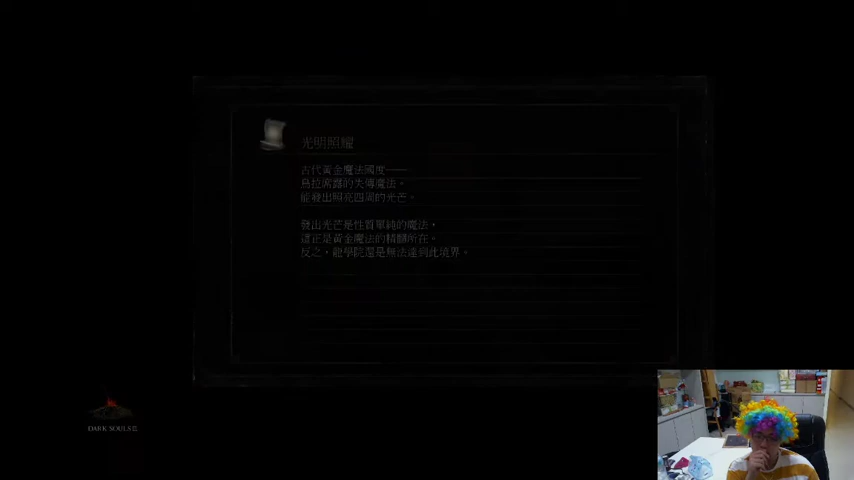 光明照耀
古代黃金魔法國度——
烏拉席露的失傳魔法。
能發出照亮四周的光芒。
發出光芒是性質單純的魔法，
這正是黃金魔法的精髓所在。
反之，龍學院還是無法達到此境界。
DARK SOULS III